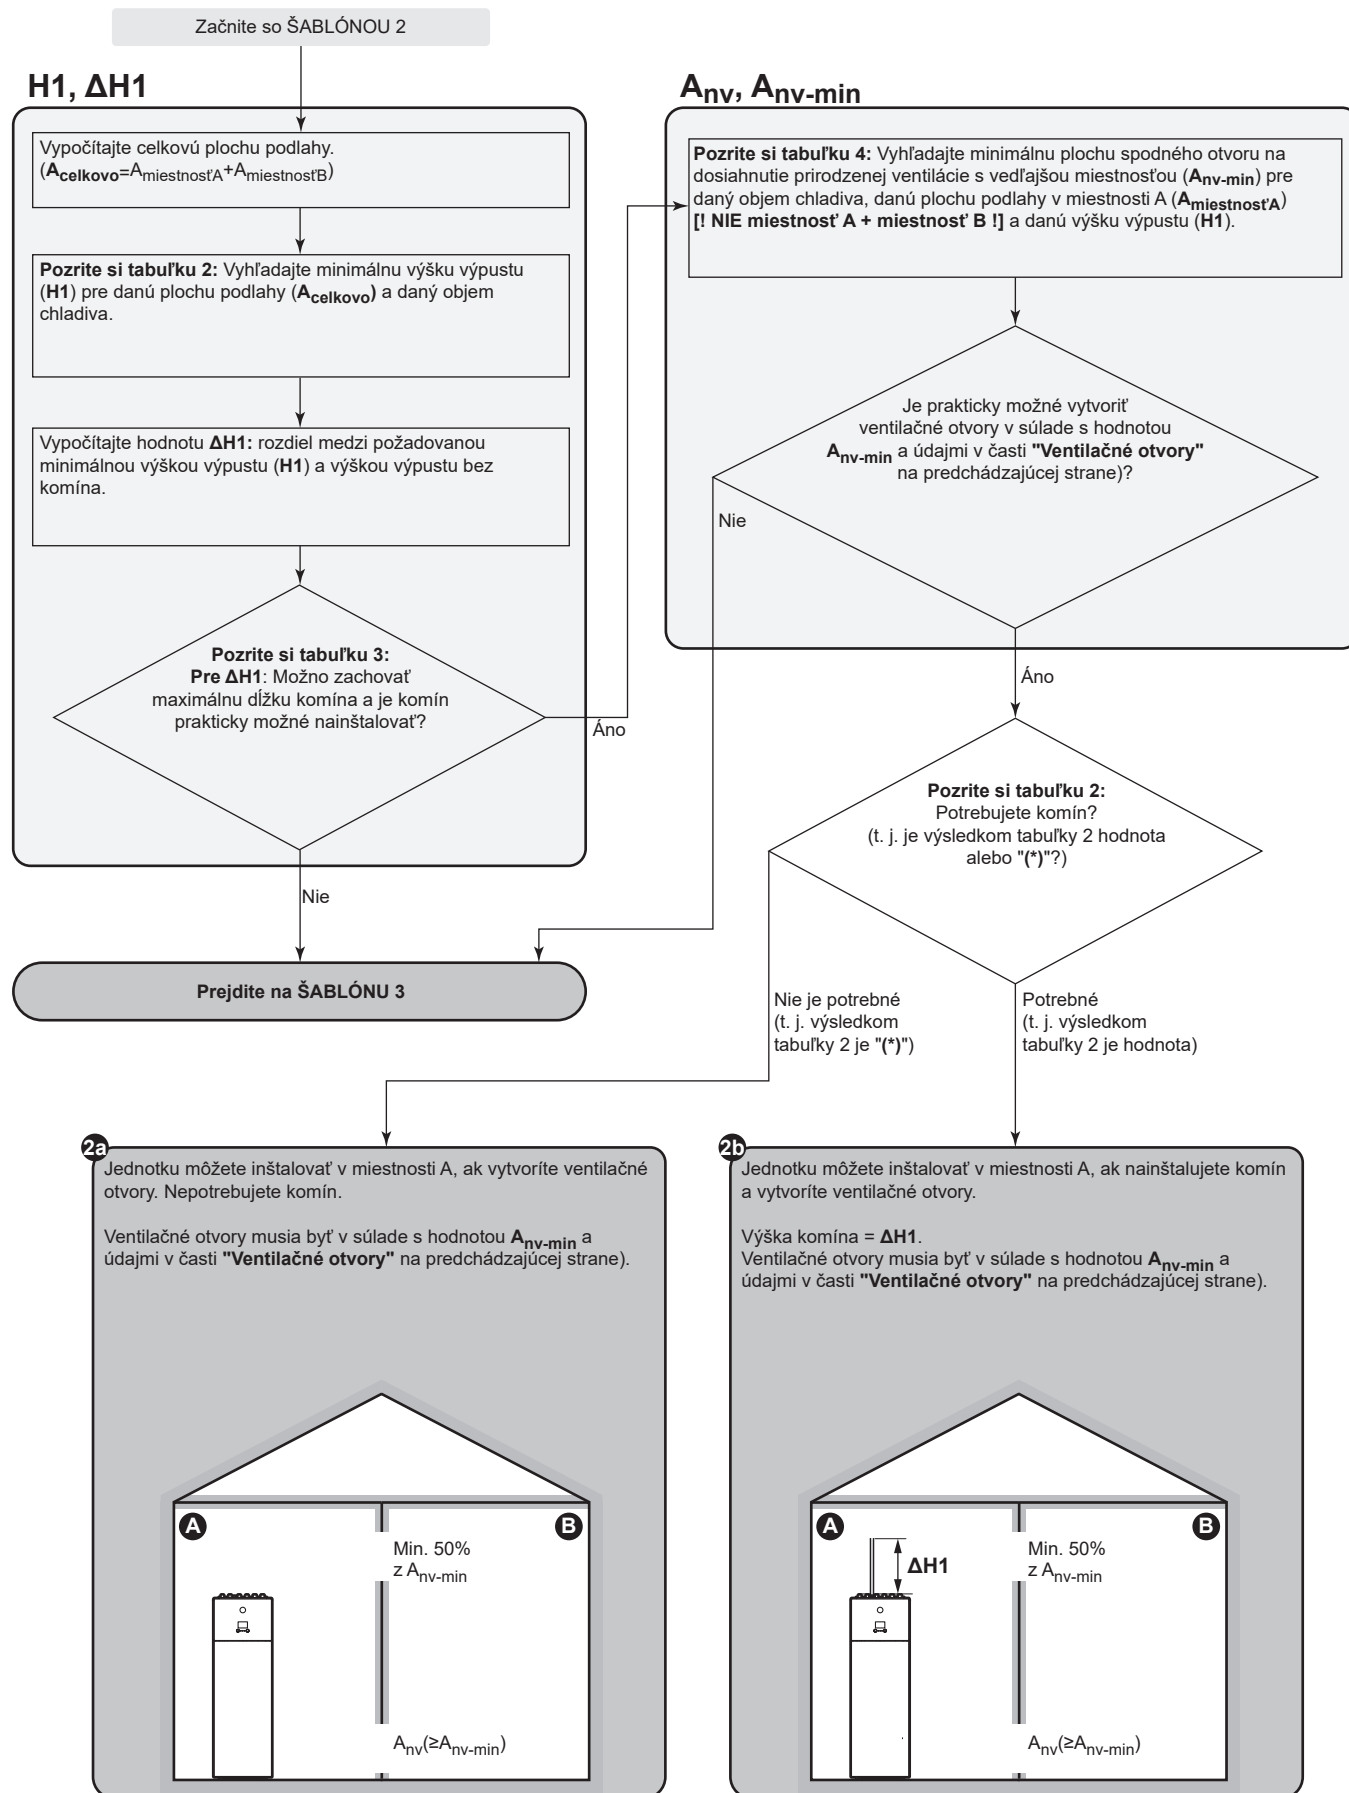 Začnite so ŠABLÓNOU 2
H1, ΔH1
Vypočítajte celkovú plochu podlahy.
(Acelkovo=AmiestnosťA+AmiestnosťB)
Pozrite si tabuľku 2: Vyhľadajte minimálnu výšku výpustu
(H1) pre danú plochu podlahy (Acelkovo) a daný objem
chladiva.
Vypočítajte hodnotu ΔH1: rozdiel medzi požadovanou
minimálnou výškou výpustu (H1) a výškou výpustu bez
komína.
Pozrite si tabuľku 3:
Pre ΔH1: Možno zachovať
maximálnu dĺžku komína a je komín
prakticky možné nainštalovať?
Áno
Nie
Prejdite na ŠABLÓNU 3
Anv, Anv-min
Pozrite si tabuľku 4: Vyhľadajte minimálnu plochu spodného otvoru na
dosiahnutie prirodzenej ventilácie s vedľajšou miestnosťou (Anv-min) pre
daný objem chladiva, danú plochu podlahy v miestnosti A (AmiestnosťA)
[! NIE miestnosť A + miestnosť B !] a danú výšku výpustu (H1).
Je prakticky možné vytvoriť
ventilačné otvory v súlade s hodnotou
Anv-min a údajmi v časti "Ventilačné otvory"
na predchádzajúcej strane)?
Nie
Áno
Pozrite si tabuľku 2:
Potrebujete komín?
(t. j. je výsledkom tabuľky 2 hodnota
alebo "(*)"?)
Nie je potrebné
(t. j. výsledkom
tabuľky 2 je "(*)")
Potrebné
(t. j. výsledkom
tabuľky 2 je hodnota)
2a
Jednotku môžete inštalovať v miestnosti A, ak vytvoríte ventilačné
otvory. Nepotrebujete komín.
Ventilačné otvory musia byť v súlade s hodnotou Anv-min a
údajmi v časti "Ventilačné otvory" na predchádzajúcej strane).
A
B
Min. 50%
z Anv-min
Anv(≥Anv-min)
2b
Jednotku môžete inštalovať v miestnosti A, ak nainštalujete komín
a vytvoríte ventilačné otvory.
Výška komína = ΔH1.
Ventilačné otvory musia byť v súlade s hodnotou Anv-min a
údajmi v časti "Ventilačné otvory" na predchádzajúcej strane).
A
B
ΔH1
Min. 50%
z Anv-min
Anv(≥Anv-min)